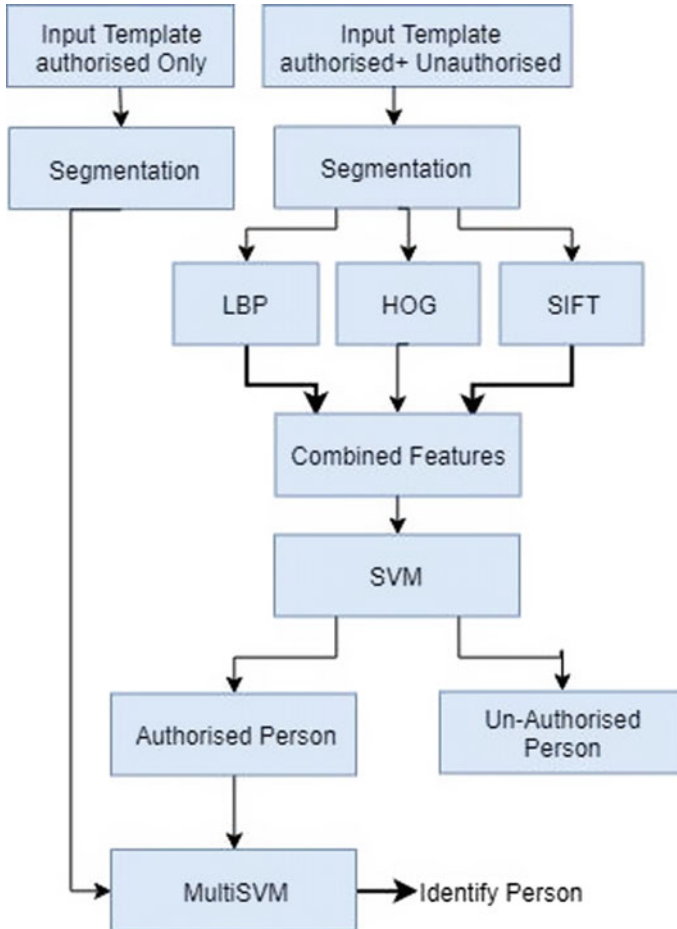 Input Template
authorised Only
Input Template
authorised+ Unauthorised
Segmentation
Segmentation
LBP
HOG
SIFT
Combined Features
SVM
Authorised Person
Un-Authorised
Person
MultiSVM
Identify Person